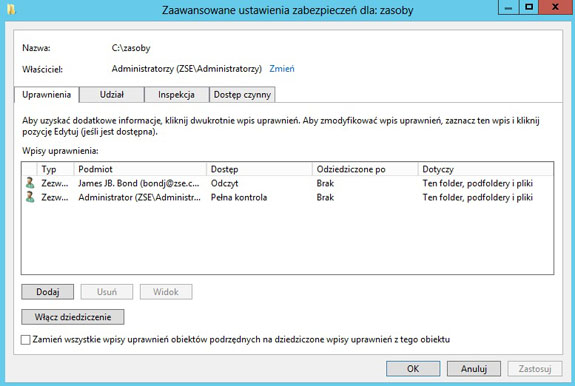 Zaawansowane ustawienia zabezpieczeń dla: zasoby
Nazwa: C:\zasoby
Właściciel: Administratorzy (ZSE\Administratorzy) Zmień
Uprawnienia Udział Inspekcja Dostęp czynny
Aby uzyskać dodatkowe informacje, kliknij dwukrotnie wpis uprawnień. Aby zmodyfikować wpis uprawnień, zaznacz ten wpis i kliknij
pozycję Edytuj (jeśli jest dostępna).
Wpisy uprawnienia:
Typ Podmiot Dostęp Odziedziczone po Dotyczy
Zezw... James JB. Bond (bondj@zse.c... Odczyt Brak Ten folder, podfoldery i pliki
Zezw... Administrator (ZSE\Administr... Pełna kontrola Brak Ten folder, podfoldery i pliki
Dodaj Usuń Widok
Włącz dziedziczenie
Zamień wszystkie wpisy uprawnień obiektów podrzędnych na dziedziczone wpisy uprawnień z tego obiektu
OK Anuluj Zastosuj